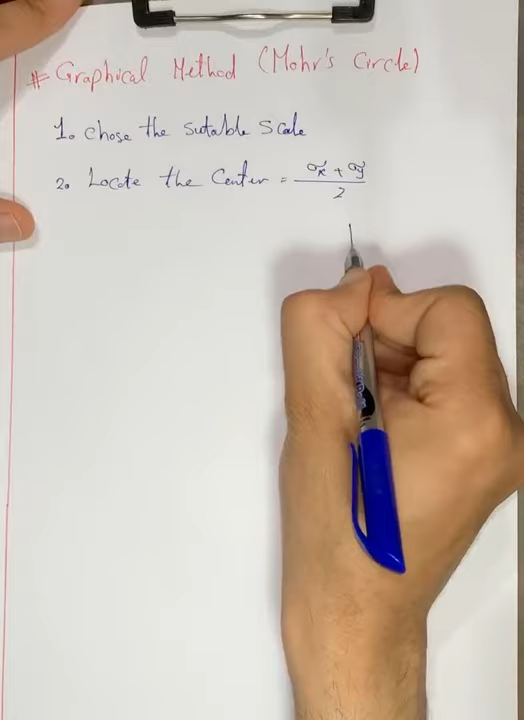 # Graphical Method (Mohr's Circle)
1. chose the sutable scale
2. Locate the Center = σx + σy / 2